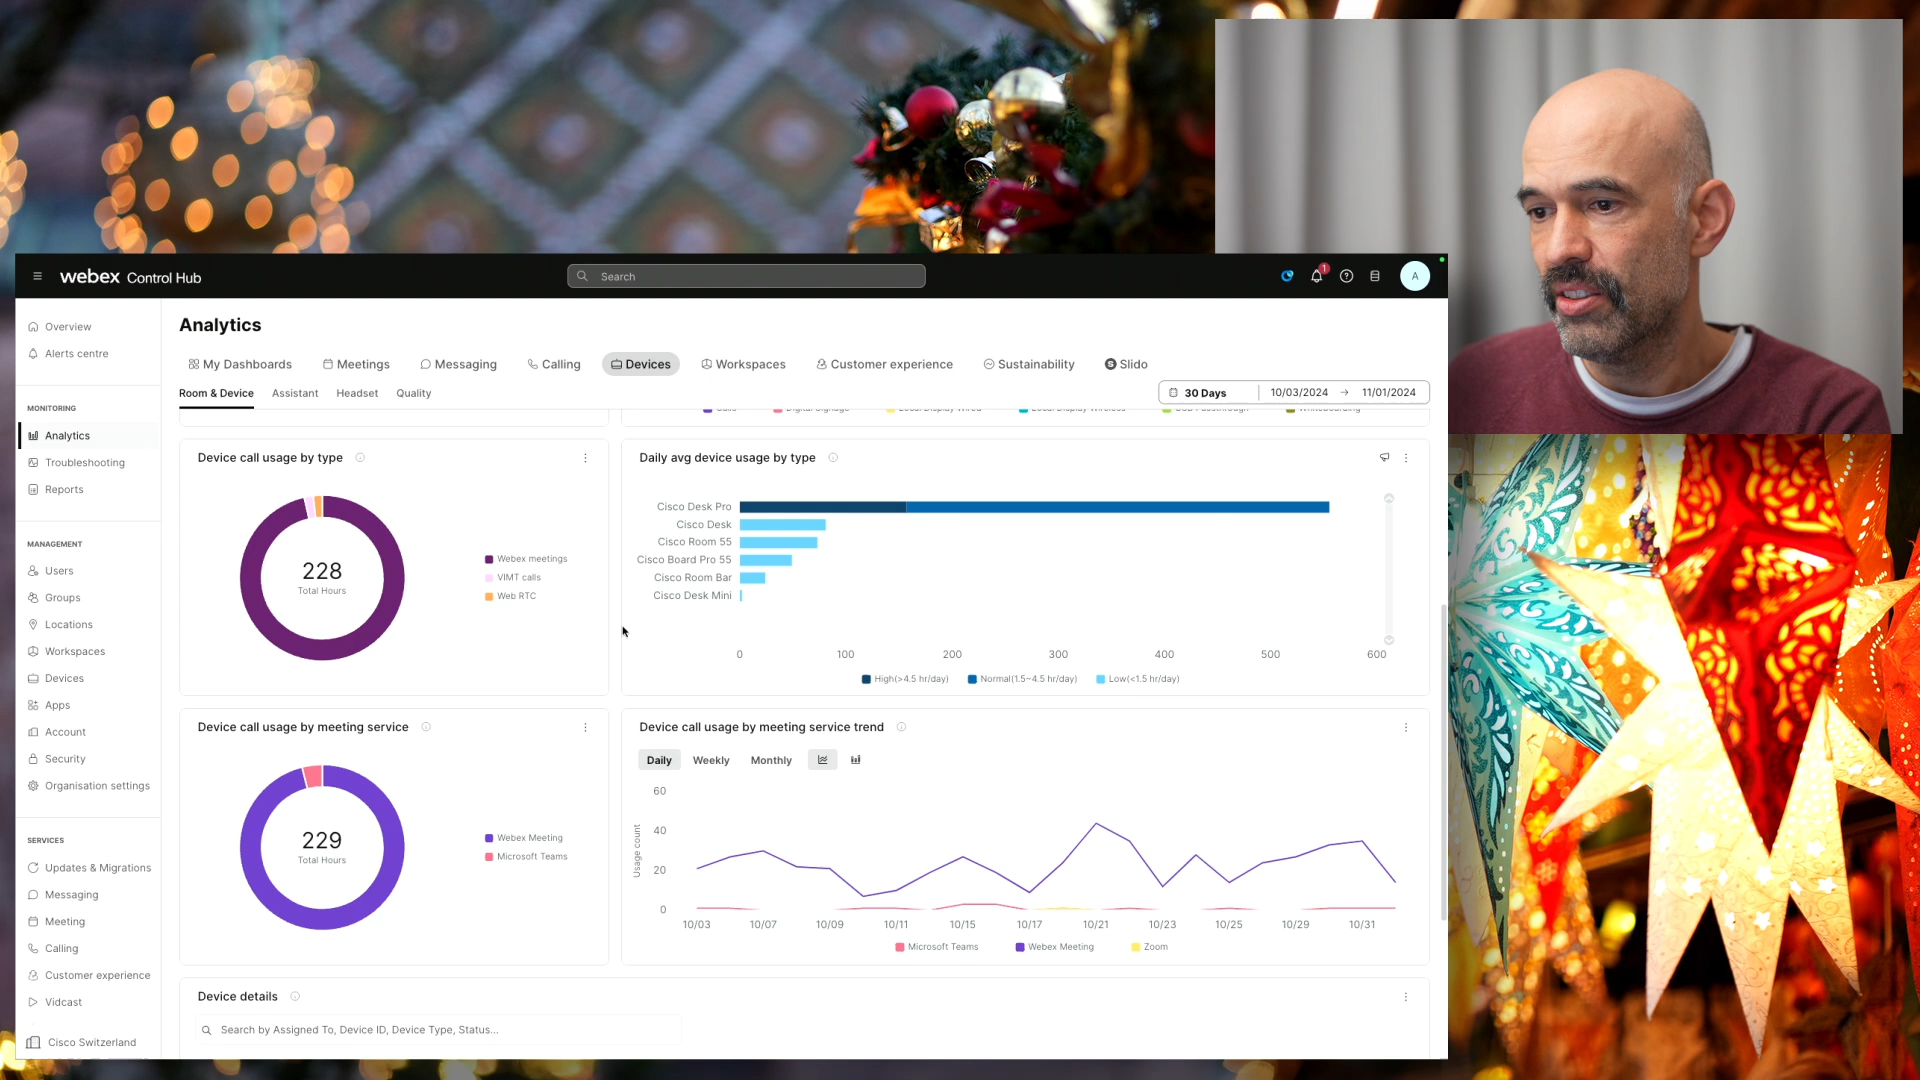 webex Control Hub
Search
1
A
Overview
Alerts centre
MONITORING
Analytics
Troubleshooting
Reports
MANAGEMENT
Users
Groups
Locations
Workspaces
Devices
Apps
Account
Security
Organisation settings
SERVICES
Updates & Migrations
Messaging
Meeting
Calling
Customer experience
Vidcast
Cisco Switzerland
Analytics
My Dashboards Meetings Messaging Calling Devices Workspaces Customer experience Sustainability Slido
Room & Device Assistant Headset Quality
30 Days 10/03/2024 → 11/01/2024
Device call usage by type
228
Total Hours
Webex meetings
VIMT calls
Web RTC
Daily avg device usage by type
Cisco Desk Pro
Cisco Desk
Cisco Room 55
Cisco Board Pro 55
Cisco Room Bar
Cisco Desk Mini
0 100 200 300 400 500 600
High(>4.5 hr/day) Normal(1.5~4.5 hr/day) Low(<1.5 hr/day)
Device call usage by meeting service
229
Total Hours
Webex Meeting
Microsoft Teams
Device call usage by meeting service trend
Daily Weekly Monthly
Usage count
60
40
20
0
10/03 10/07 10/09 10/11 10/15 10/17 10/21 10/23 10/25 10/29 10/31
Microsoft Teams Webex Meeting Zoom
Device details
Search by Assigned To, Device ID, Device Type, Status...